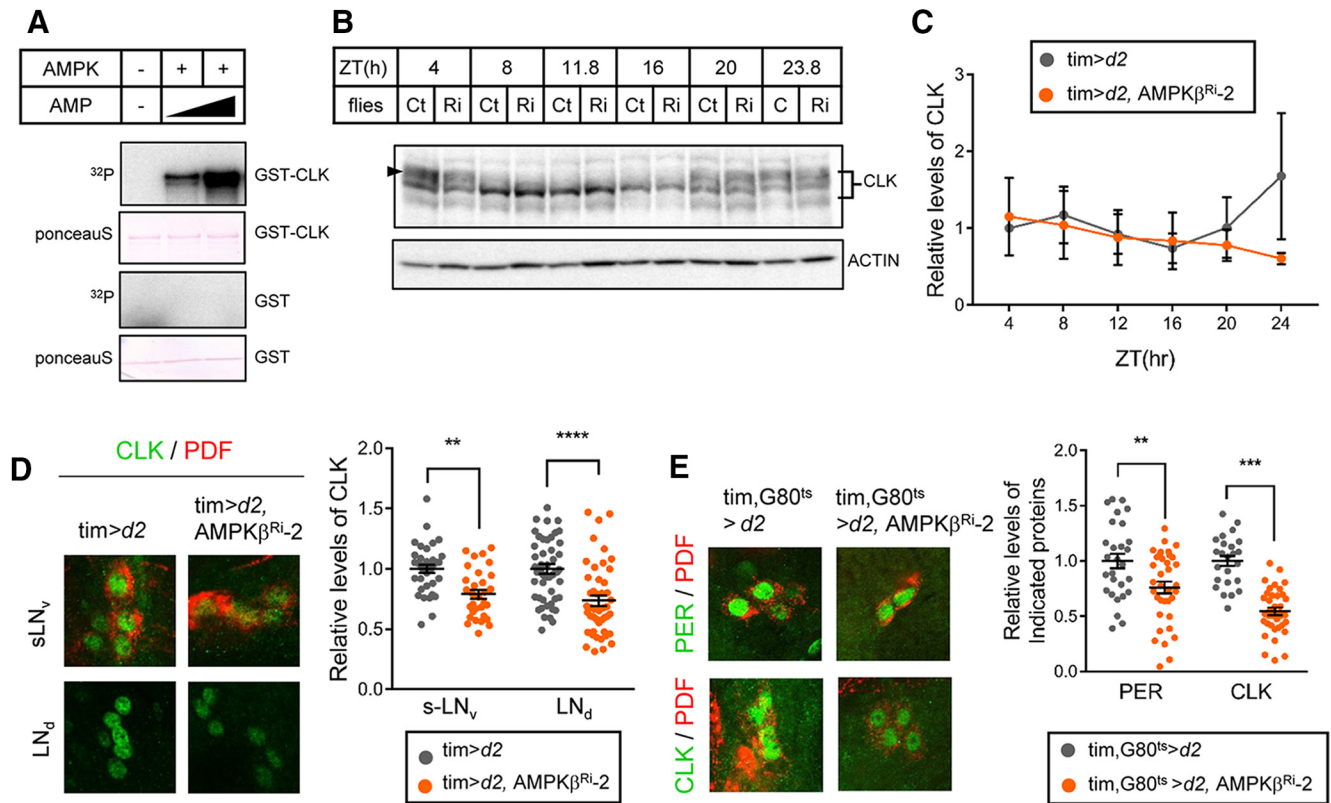 A
AMPK - + +
AMP -
32P GST-CLK
ponceauS GST-CLK
32P GST
ponceauS GST
B
ZT(h) 4 8 11.8 16 20 23.8
flies Ct Ri Ct Ri Ct Ri Ct Ri Ct Ri C Ri
CLK
ACTIN
C
tim>d2
tim>d2, AMPKβRi-2
Relative levels of CLK
3
2
1
0
4 8 12 16 20 24
ZT(hr)
D
CLK / PDF
tim>d2
tim>d2,
AMPKβRi-2
sLNv
LNd
Relative levels of CLK
2.0
1.5
1.0
0.5
0.0
** ****
s-LNv LNd
tim>d2
tim>d2, AMPKβRi-2
E
tim,G80ts
>d2
tim,G80ts
>d2, AMPKβRi-2
PER / PDF
CLK / PDF
Relative levels of
Indicated proteins
2.0
1.5
1.0
0.5
0.0
** ***
PER CLK
tim,G80ts>d2
tim,G80ts >d2, AMPKβRi-2